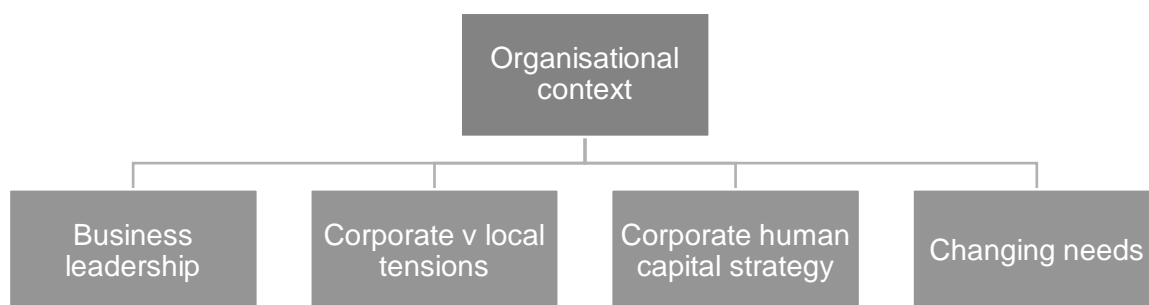 Organisational
context
Business
leadership
Corporate v local
tensions
Corporate human
capital strategy
Changing needs